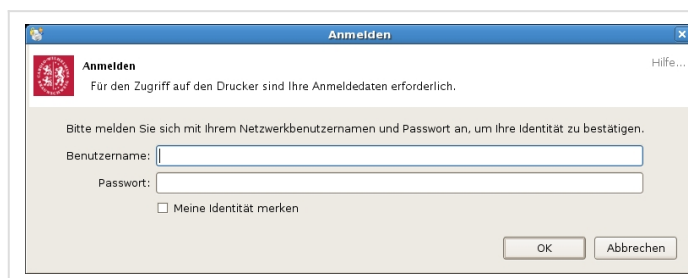 Anmelden
Anmelden
Hilfe...
Für den Zugriff auf den Drucker sind Ihre Anmeldedaten erforderlich.
Bitte melden Sie sich mit Ihrem Netzwerkbenutzernamen und Passwort an, um Ihre Identität zu bestätigen.
Benutzername:
Passwort:
Meine Identität merken
OK
Abbrechen